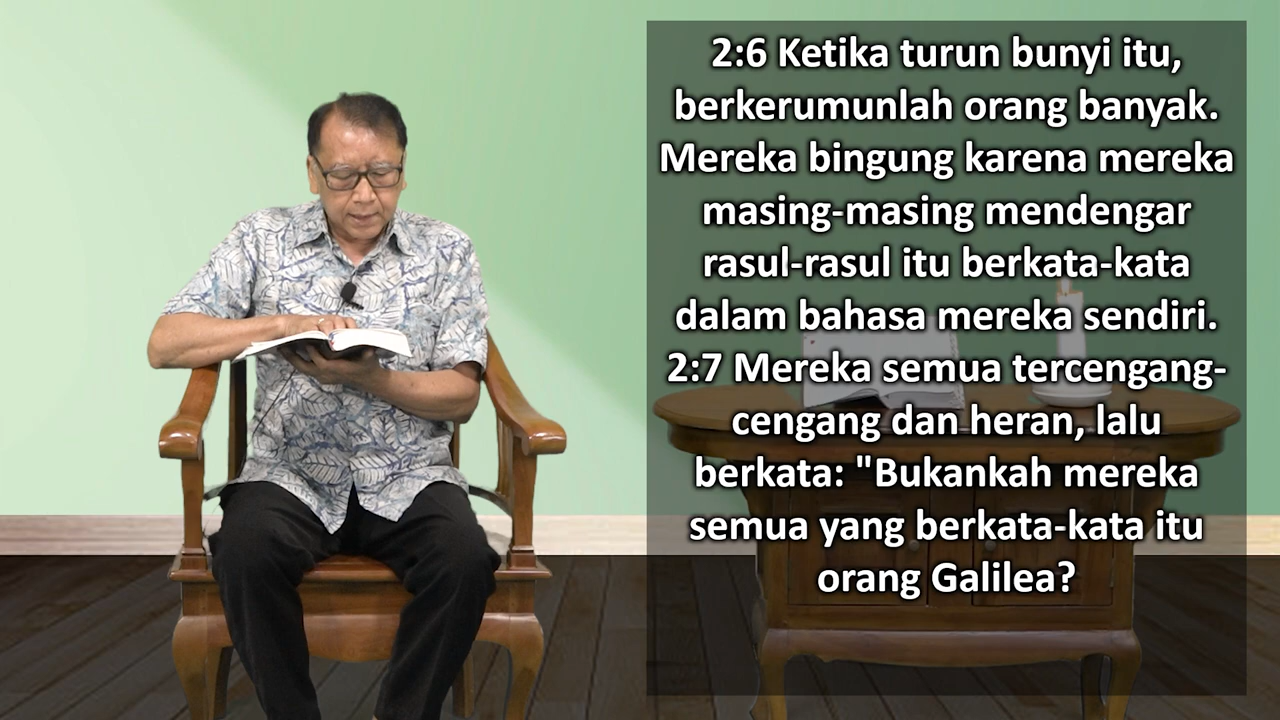 2:6 Ketika turun bunyi itu,
berkerumunlah orang banyak.
Mereka bingung karena mereka
masing-masing mendengar
rasul-rasul itu berkata-kata
dalam bahasa mereka sendiri.
2:7 Mereka semua tercengang-
cengang dan heran, lalu
berkata: "Bukankah mereka
semua yang berkata-kata itu
orang Galilea?